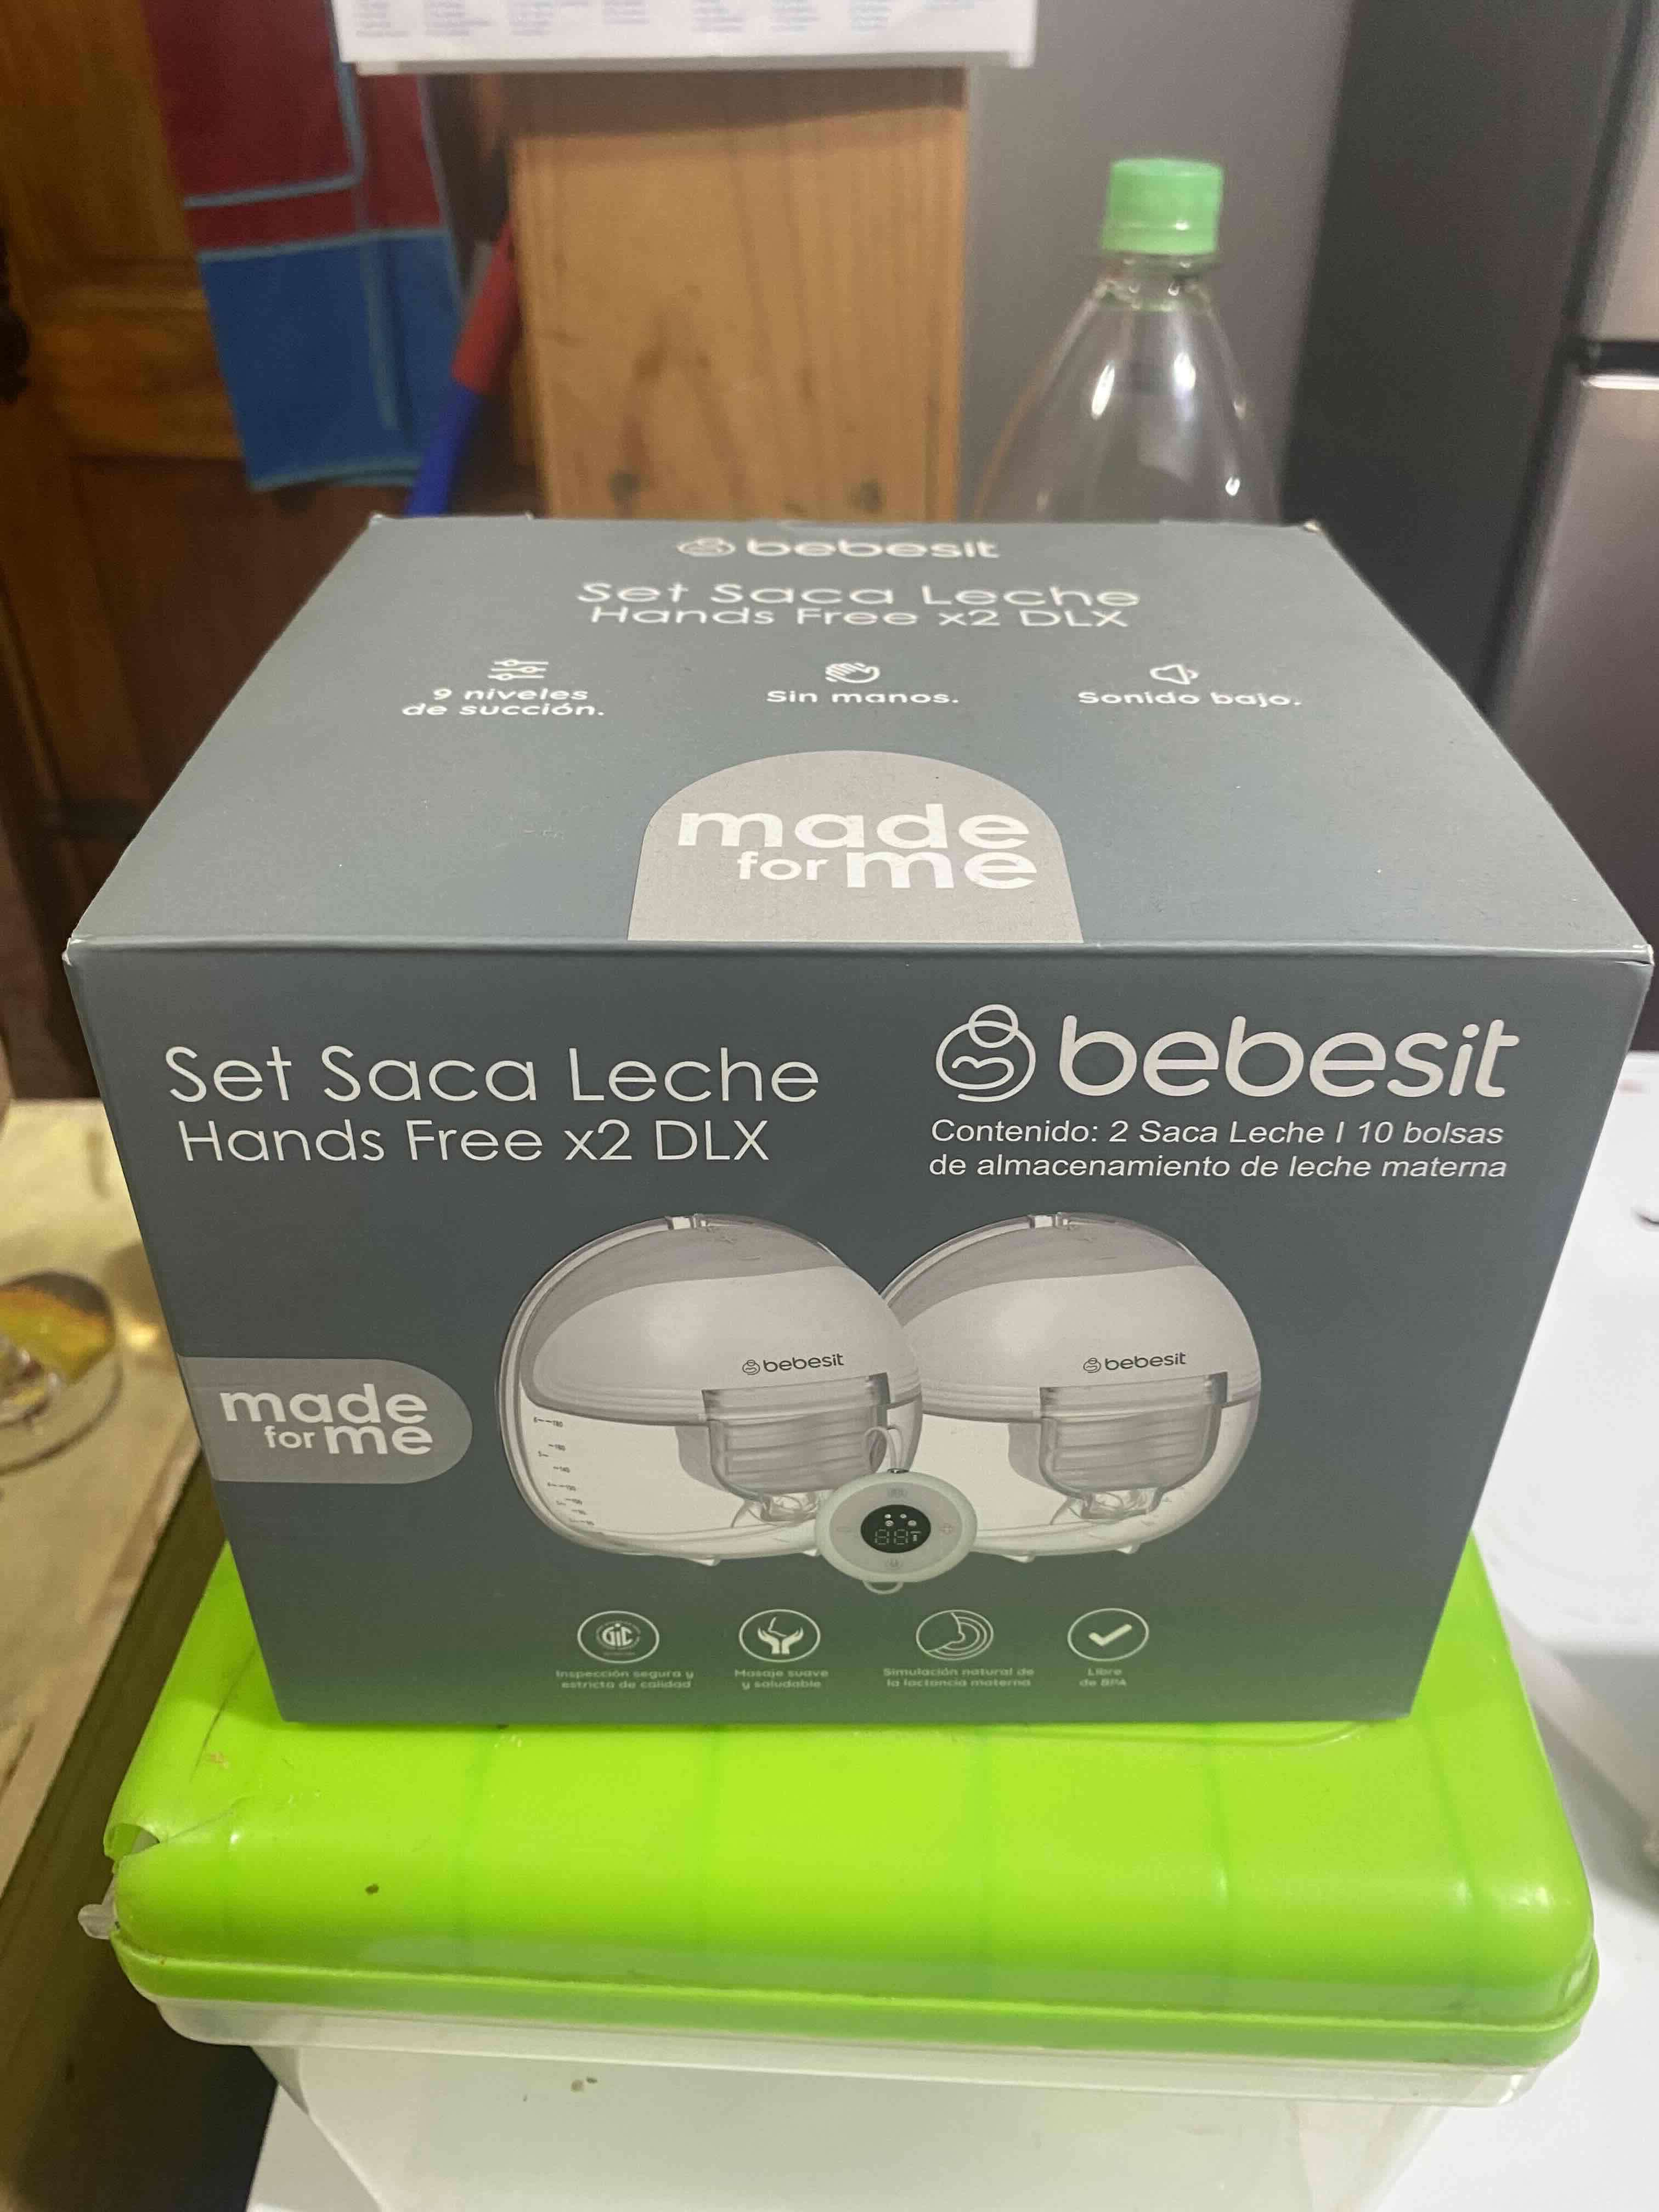 bebesit
Set Saca Leche
Hands Free x2 DLX
9 niveles
de succión.
Sin manos.
Sonido bajo.
made
for me
Set Saca Leche
Hands Free x2 DLX
bebesit
Contenido: 2 Saca Leche I 10 bolsas
de almacenamiento de leche materna
bebesit
bebesit
made
for me
GIC
Inspección segura y
estricta de calidad
Masaje suave
y saludable
Simulación natural de
la lactancia materna
Libre
de BPA